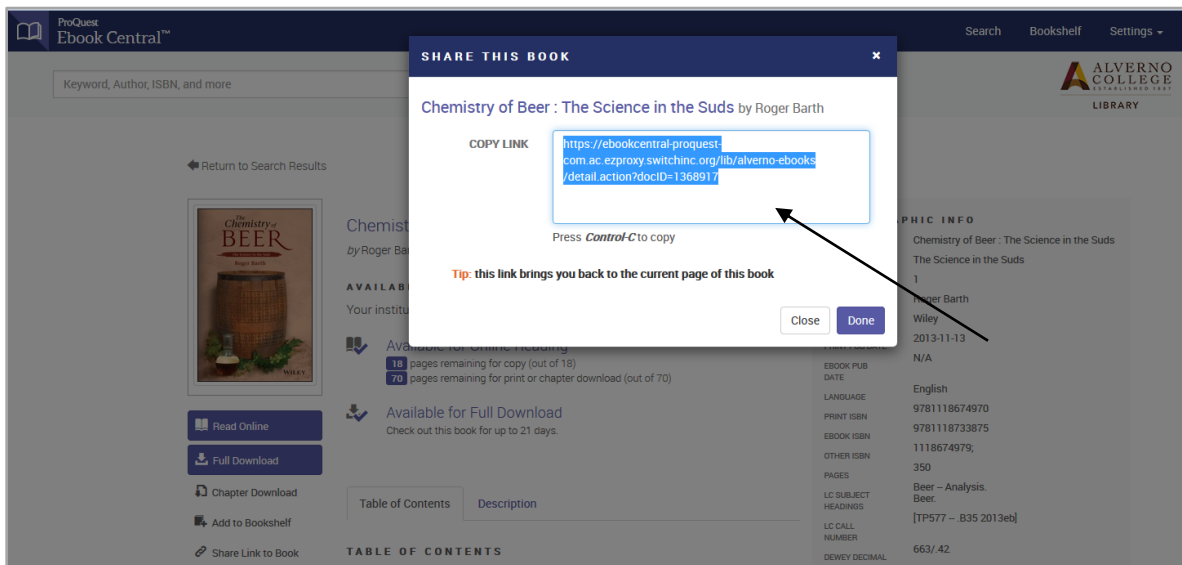 ProQuest
Ebook Central™
Search Bookshelf Settings
Keyword, Author, ISBN, and more
ALVERNO
COLLEGE
LIBRARY
SHARE THIS BOOK ×
Chemistry of Beer : The Science in the Suds by Roger Barth
COPY LINK
https://ebookcentral-proquest-
com.ac.ezproxy.switchinc.org/lib/alverno-ebooks
/detail.action?docID=1368917
Press Control-C to copy
Tip: this link brings you back to the current page of this book
Close Done
Return to Search Results
The
Chemistry of
BEER
Roger Barth
WILEY
Read Online
Full Download
Chapter Download
Add to Bookshelf
Share Link to Book
Chemist
by Roger Ba
AVAILAB
Your institu
Available for Online Reading
18 pages remaining for copy (out of 18)
70 pages remaining for print or chapter download (out of 70)
Available for Full Download
Check out this book for up to 21 days.
Table of Contents Description
TABLE OF CONTENTS
PHIC INFO
Chemistry of Beer : The Science in the Suds
The Science in the Suds
1
Roger Barth
Wiley
2013-11-13
EBOOK PUB
DATE
N/A
LANGUAGE
English
PRINT ISBN
9781118674970
EBOOK ISBN
9781118733875
OTHER ISBN
1118674979;
PAGES
350
LC SUBJECT
HEADINGS
Beer -- Analysis.
Beer.
LC CALL
NUMBER
[TP577 -- .B35 2013eb]
DEWEY DECIMAL
663/.42